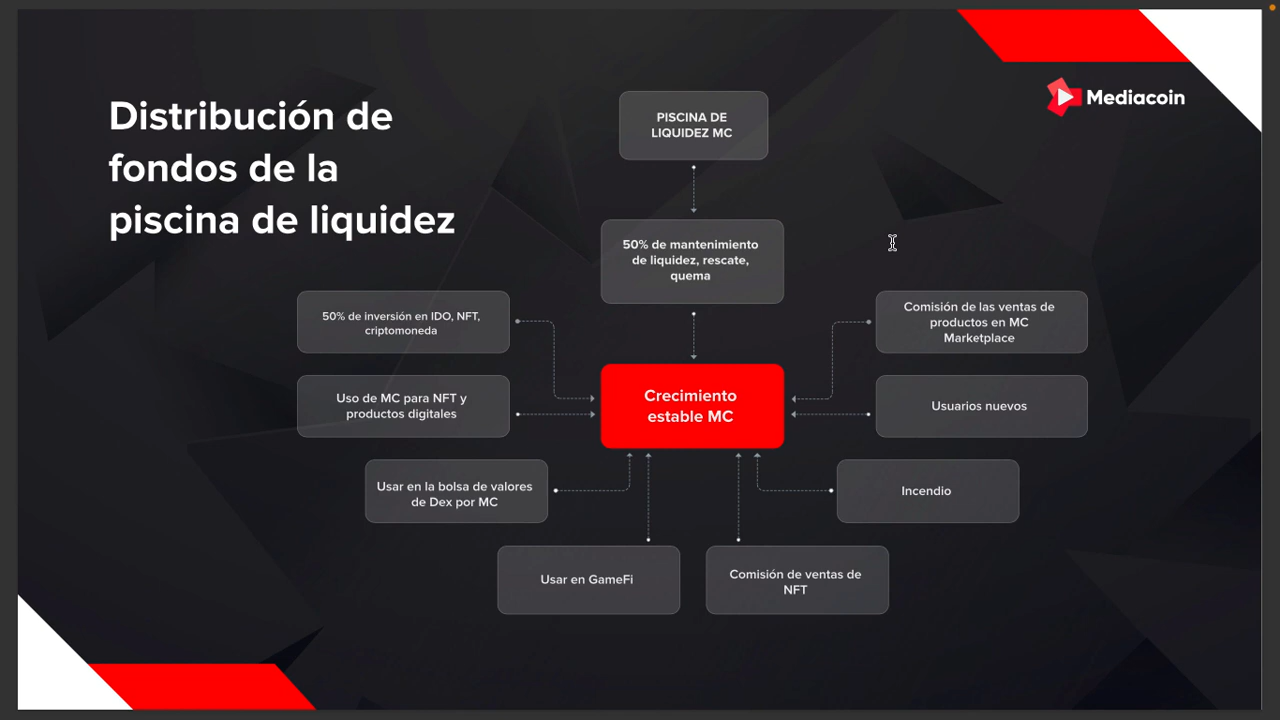 Distribución de
fondos de la
piscina de liquidez
Mediacoin
PISCINA DE
LIQUIDEZ MC
50% de mantenimiento
de liquidez, rescate,
quema
50% de inversión en IDO, NFT,
criptomoneda
Comisión de las ventas de
productos en MC
Marketplace
Uso de MC para NFT y
productos digitales
Crecimiento
estable MC
Usuarios nuevos
Usar en la bolsa de valores
de Dex por MC
Incendio
Usar en GameFi
Comisión de ventas de
NFT